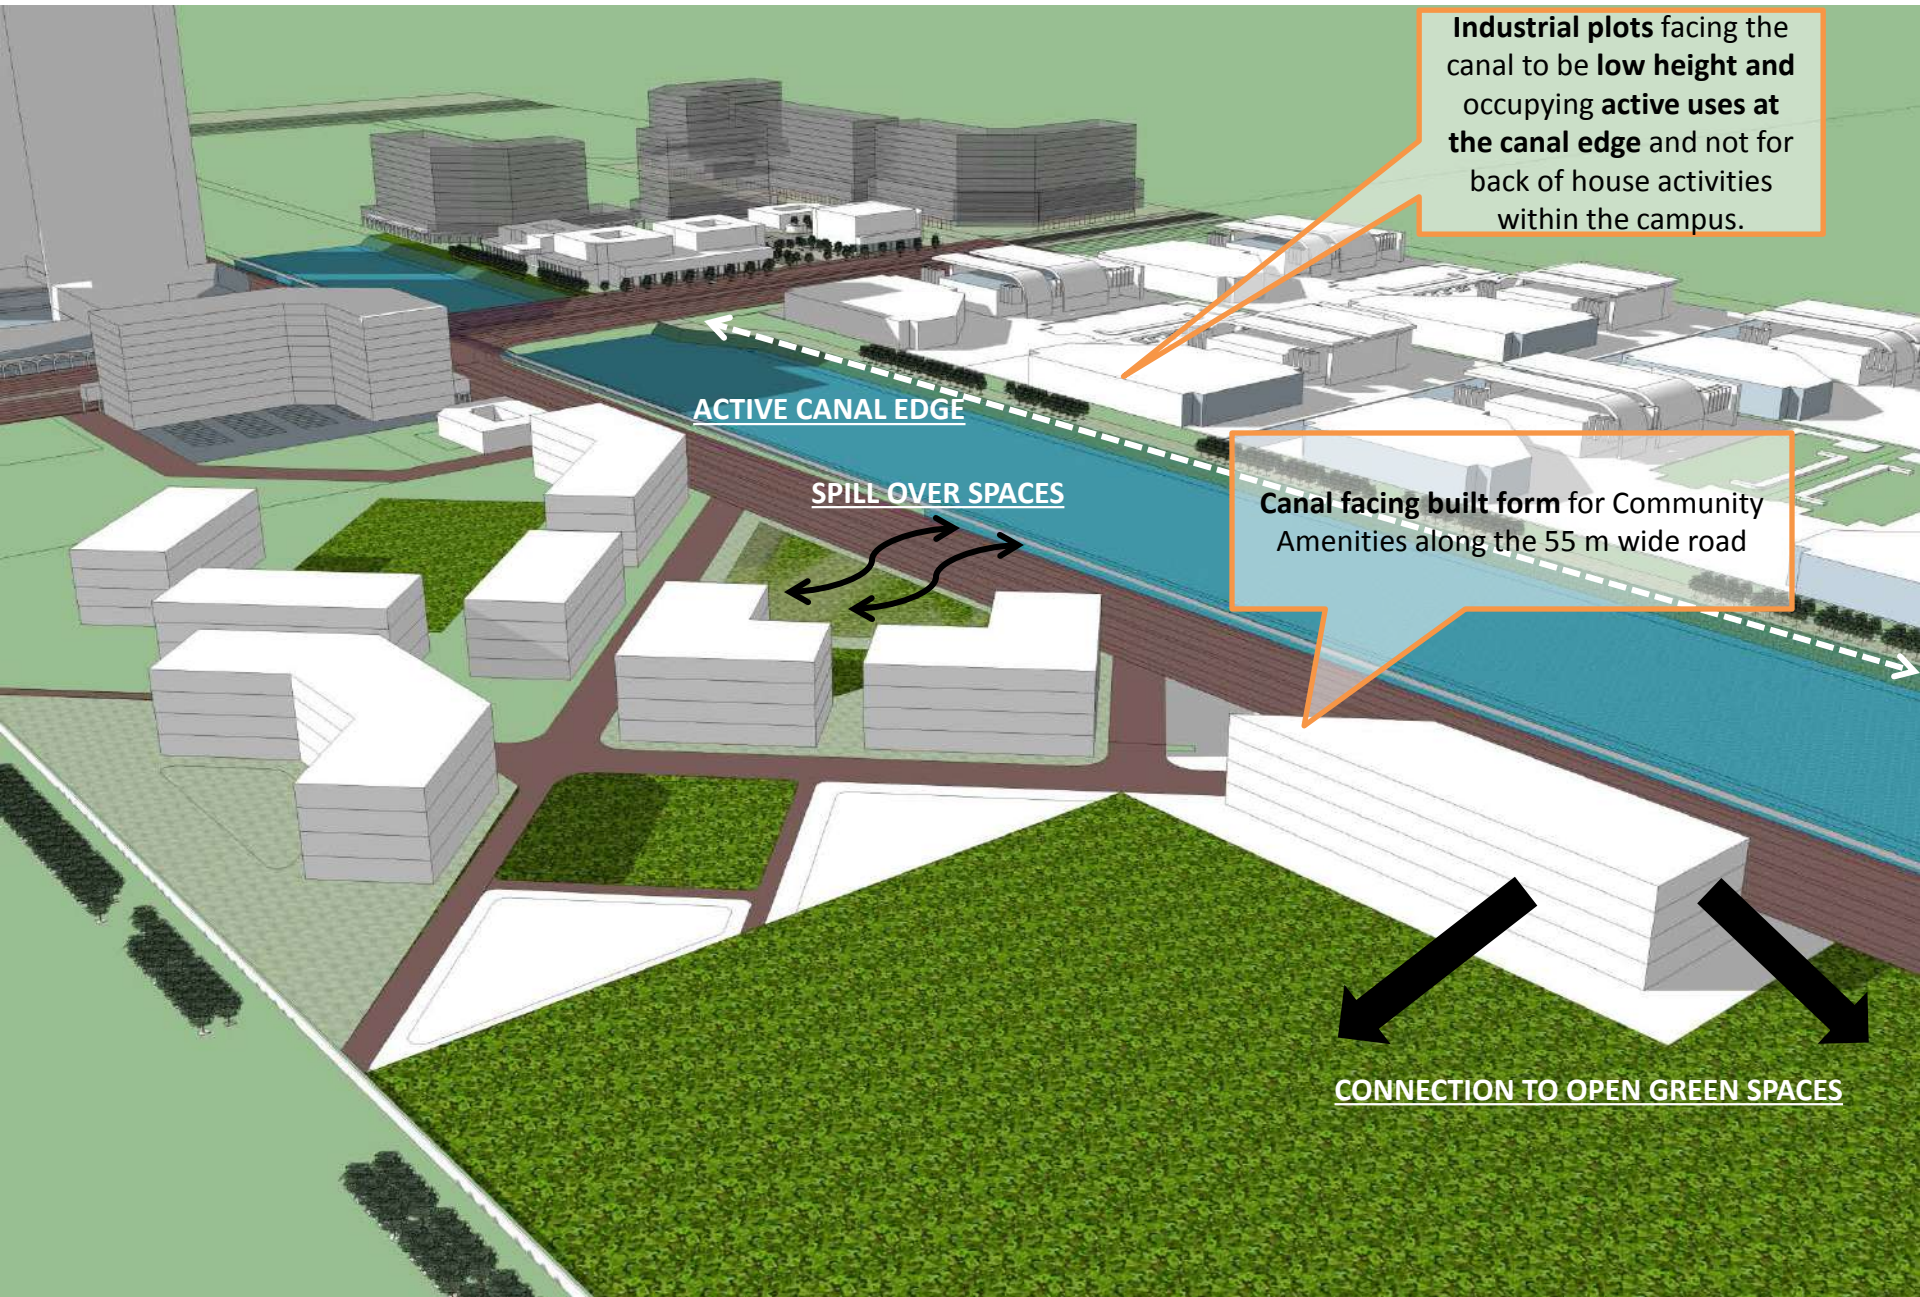 Industrial plots facing the
canal to be low height and
occupying active uses at
the canal edge and not for
back of house activities
within the campus.
ACTIVE CANAL EDGE
SPILL OVER SPACES
Canal facing built form for Community
Amenities along the 55 m wide road
CONNECTION TO OPEN GREEN SPACES